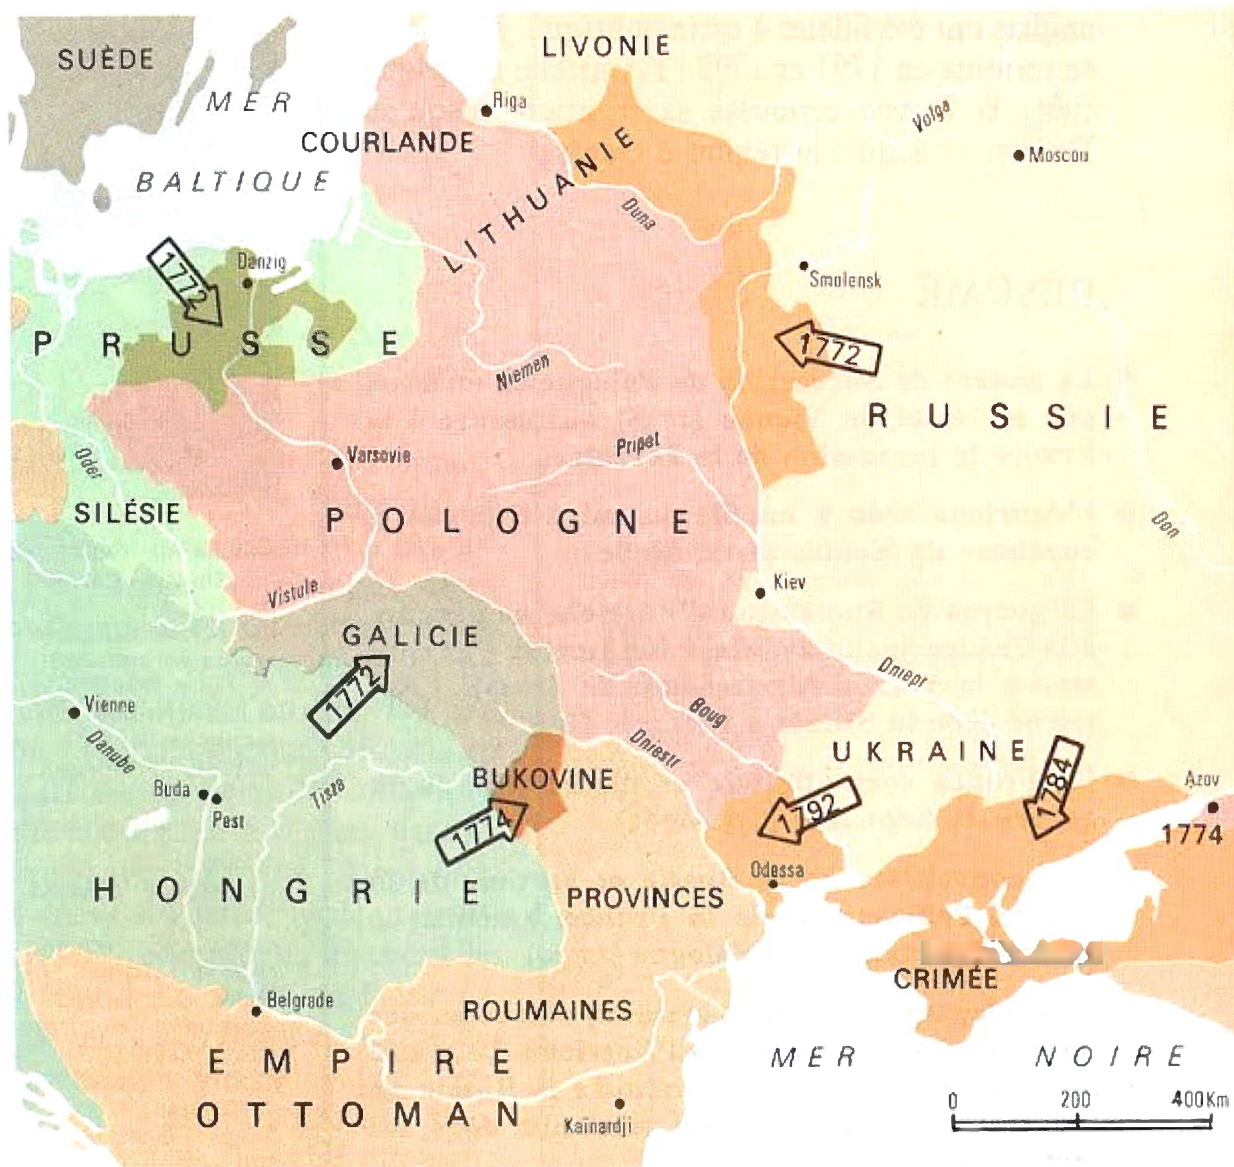 SUÈDE
LIVONIE
MER
BALTIQUE
Riga
COURLANDE
LITHUANIE
Volga
Moscou
Duna
1772
Danzig
Smolensk
PRUSSE
1772
Niemen
RUSSIE
Oder
Varsovie
Pripet
SILÉSIE
POLOGNE
Don
Vistule
Kiev
GALICIE
1772
Dniepr
Vienne
Danube
Boug
Dniestr
UKRAINE
1784
Buda
Pest
Tisza
BUKOVINE
1774
1792
Azov
1774
Odessa
HONGRIE
PROVINCES
CRIMÉE
Belgrade
ROUMAINES
EMPIRE
OTTOMAN
MER NOIRE
Kaïnardji
0 200 400Km